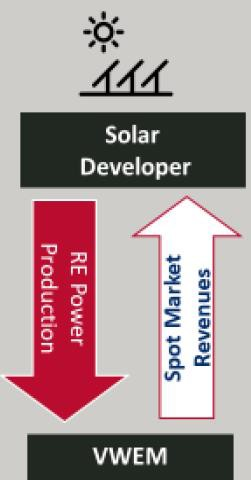 Solar
Developer
RE Power
Production
Spot Market
Revenues
VWEM